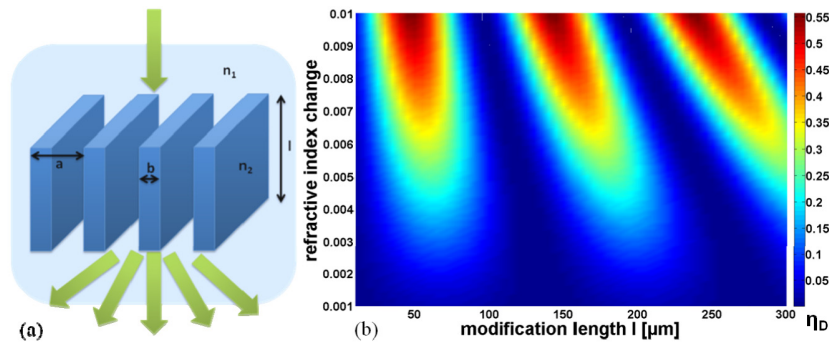 n1
a
b
n2
l
(a)
refractive index change
0.01
0.009
0.008
0.007
0.006
0.005
0.004
0.003
0.002
0.001
50 100 150 200 250 300
(b) modification length l [µm]
0.55
0.5
0.45
0.4
0.35
0.3
0.25
0.2
0.15
0.1
0.05
ηD